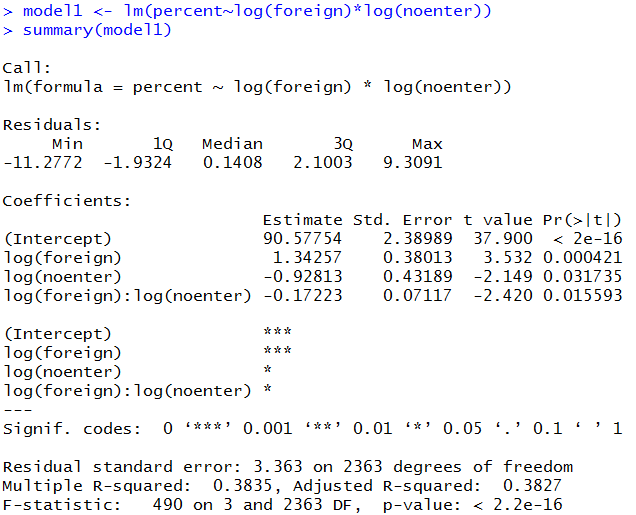 > model1 <- lm(percent~log(foreign)*log(noenter))
> summary(model1)
Call:
lm(formula = percent ~ log(foreign) * log(noenter))
Residuals:
     Min       1Q   Median       3Q      Max
-11.2772  -1.9324   0.1408   2.1003   9.3091
Coefficients:
                          Estimate Std. Error t value Pr(>|t|)
(Intercept)               90.57754    2.38989  37.900  < 2e-16
log(foreign)               1.34257    0.38013   3.532 0.000421
log(noenter)              -0.92813    0.43189  -2.149 0.031735
log(foreign):log(noenter) -0.17223    0.07117  -2.420 0.015593
(Intercept)               ***
log(foreign)              ***
log(noenter)              *
log(foreign):log(noenter) *
---
Signif. codes:  0 ‘***’ 0.001 ‘**’ 0.01 ‘*’ 0.05 ‘.’ 0.1 ‘ ’ 1
Residual standard error: 3.363 on 2363 degrees of freedom
Multiple R-squared:  0.3835, Adjusted R-squared:  0.3827
F-statistic:   490 on 3 and 2363 DF,  p-value: < 2.2e-16